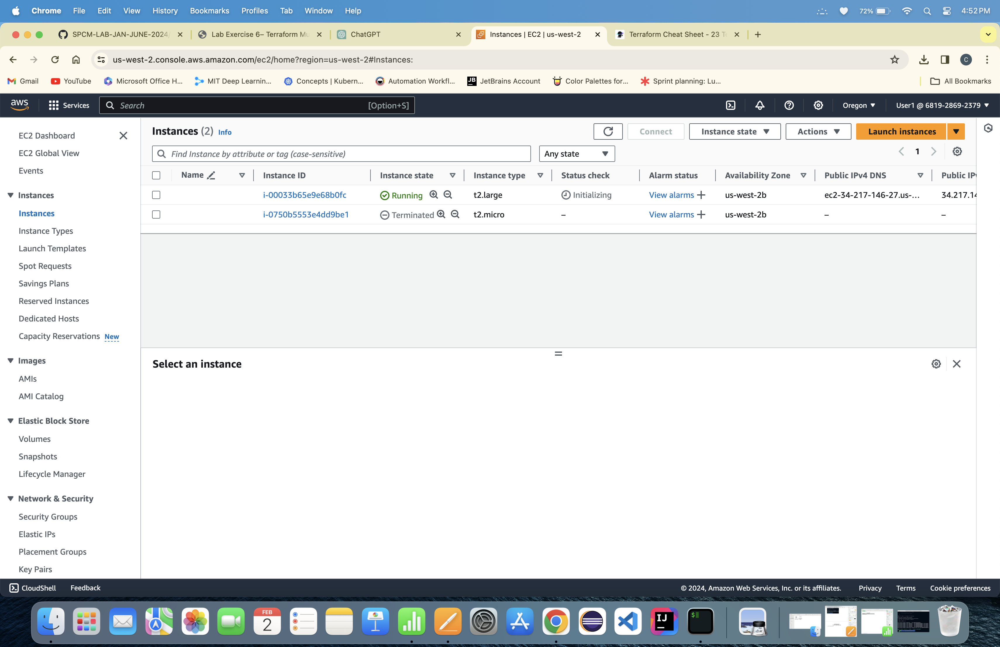 Chrome File Edit View History Bookmarks Profiles Tab Window Help 72% 4:52 PM
SPCM-LAB-JAN-JUNE-2024/ Lab Exercise 6– Terraform Mu ChatGPT Instances | EC2 | us-west-2 Terraform Cheat Sheet - 23 Te
us-west-2.console.aws.amazon.com/ec2/home?region=us-west-2#Instances: C
Gmail YouTube Microsoft Office H... MIT Deep Learnin... Concepts | Kubern... Automation Workfl... JB JetBrains Account Color Palettes for... Sprint planning: Lu... All Bookmarks
aws Services Search [Option+S] Oregon User1 @ 6819-2869-2379
EC2 Dashboard
EC2 Global View
Events
Instances
Instances
Instance Types
Launch Templates
Spot Requests
Savings Plans
Reserved Instances
Dedicated Hosts
Capacity Reservations New
Images
AMIs
AMI Catalog
Elastic Block Store
Volumes
Snapshots
Lifecycle Manager
Network & Security
Security Groups
Elastic IPs
Placement Groups
Key Pairs
Instances (2) Info Connect Instance state Actions Launch instances
Find Instance by attribute or tag (case-sensitive) Any state 1
Name Instance ID Instance state Instance type Status check Alarm status Availability Zone Public IPv4 DNS Public IPv
i-00033b65e9e68b0fc Running t2.large Initializing View alarms + us-west-2b ec2-34-217-146-27.us-... 34.217.14
i-0750b5553e4dd9be1 Terminated t2.micro – View alarms + us-west-2b – –
Select an instance
CloudShell Feedback © 2024, Amazon Web Services, Inc. or its affiliates. Privacy Terms Cookie preferences
FEB
2
IJ
$